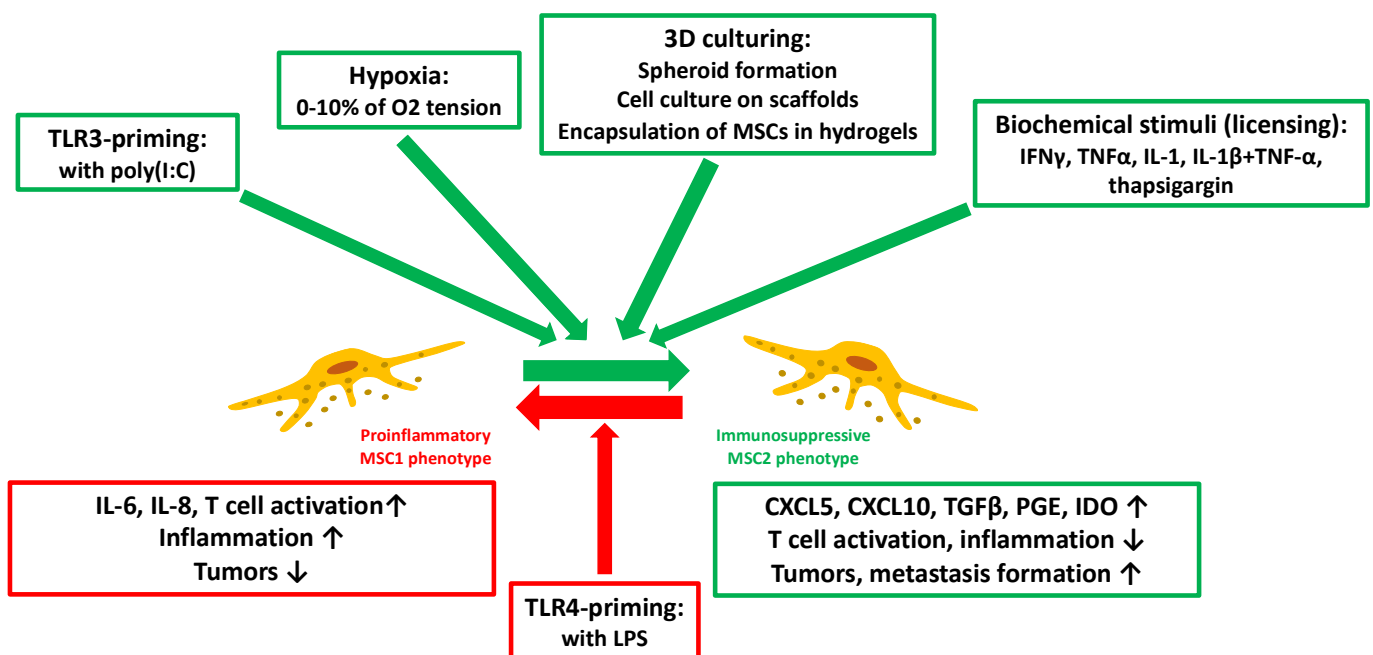 3D culturing:
Spheroid formation
Cell culture on scaffolds
Encapsulation of MSCs in hydrogels
Hypoxia:
0-10% of O2 tension
TLR3-priming:
with poly(I:C)
Biochemical stimuli (licensing):
IFNγ, TNFα, IL-1, IL-1β+TNF-α,
thapsigargin
Proinflammatory
MSC1 phenotype
Immunosuppressive
MSC2 phenotype
IL-6, IL-8, T cell activation↑
Inflammation ↑
Tumors ↓
CXCL5, CXCL10, TGFβ, PGE, IDO ↑
T cell activation, inflammation ↓
Tumors, metastasis formation ↑
TLR4-priming:
with LPS